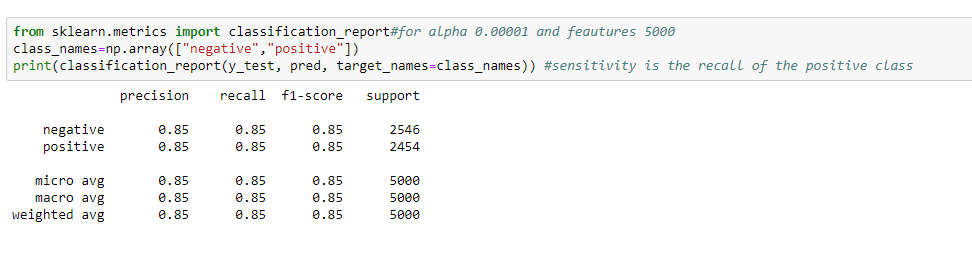 from sklearn.metrics import classification_report#for alpha 0.00001 and feautures 5000
class_names=np.array(["negative","positive"])
print(classification_report(y_test, pred, target_names=class_names)) #sensitivity is the recall of the positive class
precision recall f1-score support
negative 0.85 0.85 0.85 2546
positive 0.85 0.85 0.85 2454
micro avg 0.85 0.85 0.85 5000
macro avg 0.85 0.85 0.85 5000
weighted avg 0.85 0.85 0.85 5000